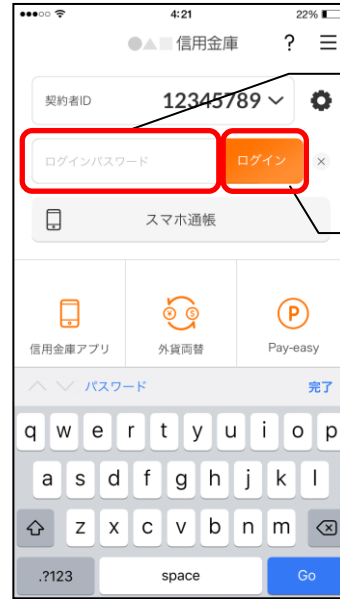 4:21 22%
●▲■信用金庫 ?
契約者ID 12345789
ログインパスワード ログイン ×
スマホ通帳
¥ $ P
信用金庫アプリ 外貨両替 Pay-easy
パスワード 完了
q w e r t y u i o p
a s d f g h j k l
z x c v b n m
.?123 space Go